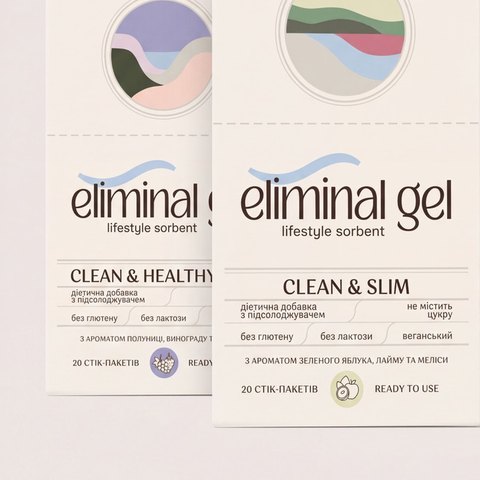 eliminal g
lifestyle sorbent
CLEAN & HEALTHY
дієтична добавка
з підсолоджувачем
без глютену
без лактози
З АРОМАТОМ ПОЛУНИЦІ, ВИНОГРАДУ Т
20 СТІК-ПАКЕТІВ
READY
eliminal gel
lifestyle sorbent
CLEAN & SLIM
дієтична добавка
з підсолоджувачем
не містить
цукру
без глютену
без лактози
веганський
З АРОМАТОМ ЗЕЛЕНОГО ЯБЛУКА, ЛАЙМУ ТА МЕЛІСИ
20 СТІК-ПАКЕТІВ
READY TO USE